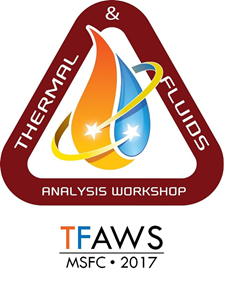 THERMAL
&
FLUIDS
ANALYSIS WORKSHOP
TFAWS
MSFC • 2017